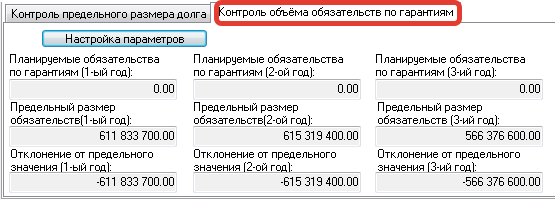 Контроль предельного размера долга Контроль объёма обязательств по гарантиям
Настройка параметров
Планируемые обязательства Планируемые обязательства Планируемые обязательства
по гарантиям (1-ый год): по гарантиям (2-ой год): по гарантиям (3-ий год):
0.00 0.00 0.00
Предельный размер Предельный размер Предельный размер
обязательств(1-ый год): обязательств(2-ой год): обязательств (3-ий год):
611 833 700.00 615 319 400.00 566 376 600.00
Отклонение от предельного Отклонение от предельного Отклонение от предельного
значения (1-ый год): значения (2-ой год): значения (3-ий год):
-611 833 700.00 -615 319 400.00 -566 376 600.00